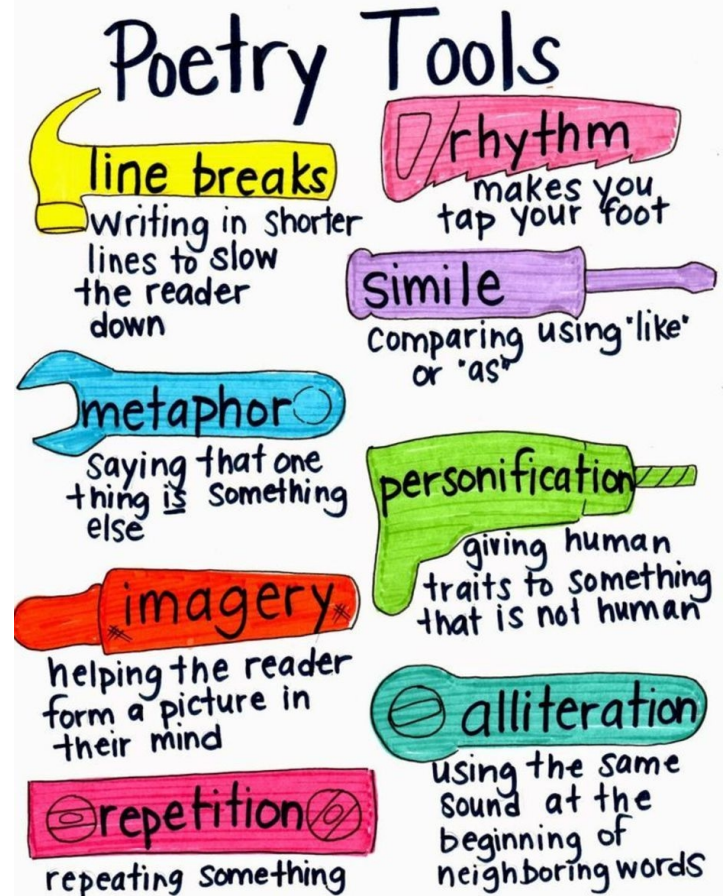 Poetry Tools
line breaks
writing in shorter
lines to slow
the reader
down
rhythm
makes you
tap your foot
simile
comparing using "like"
or "as"
metaphor
saying that one
thing is something
else
personification
giving human
traits to something
that is not human
imagery
helping the reader
form a picture in
their mind
alliteration
using the same
sound at the
beginning of
neighboring words
repetition
repeating something